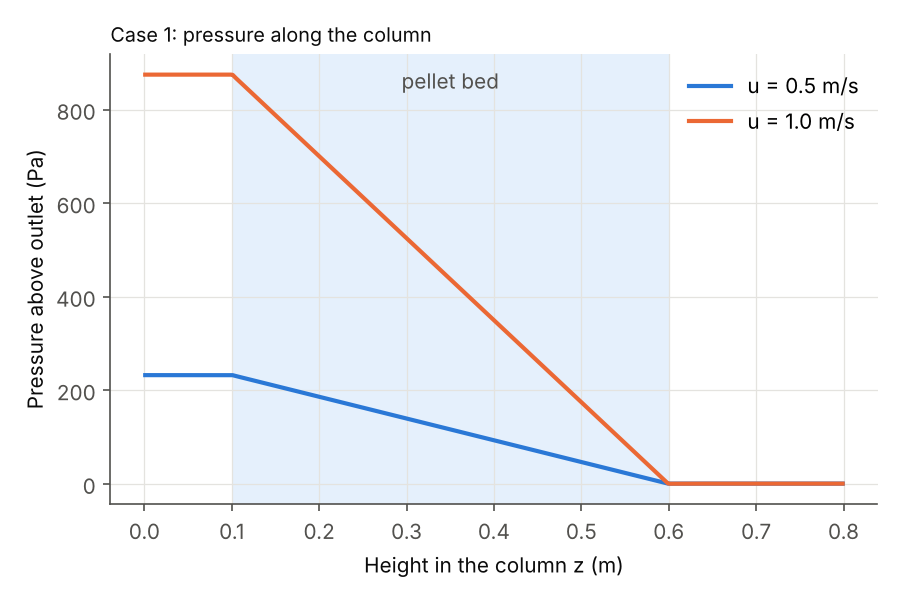 Case 1: pressure along the column
pellet bed
u = 0.5 m/s
u = 1.0 m/s
Pressure above outlet (Pa)
800
600
400
200
0
0.0 0.1 0.2 0.3 0.4 0.5 0.6 0.7 0.8
Height in the column z (m)